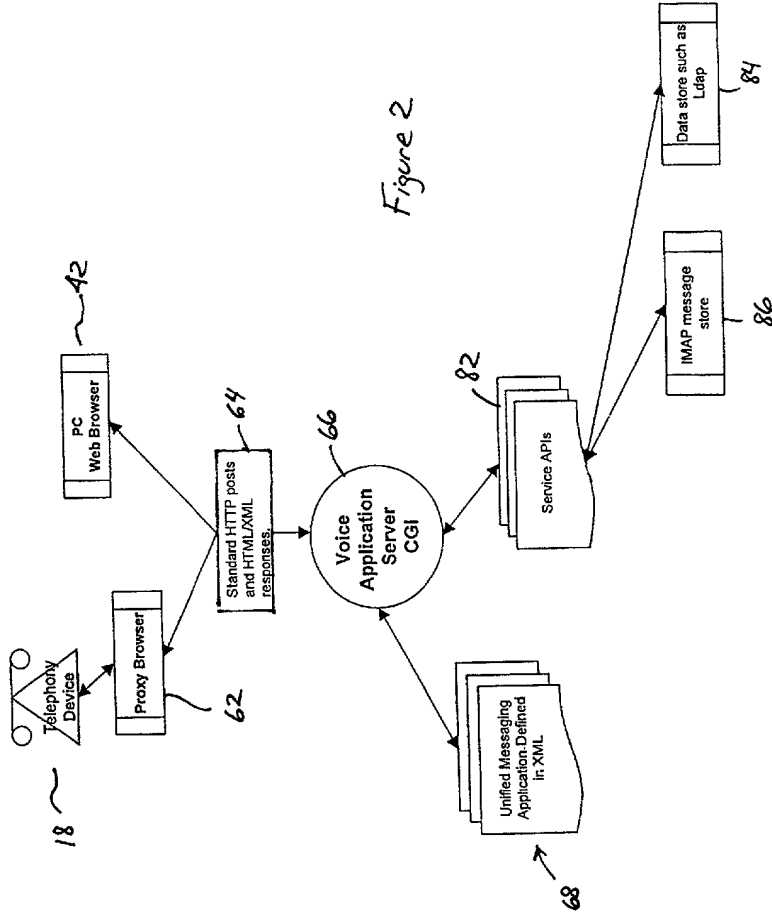 18
Telephony
Device
Proxy Browser
62
PC
Web Browser
42
Standard HTTP posts
and HTML/XML
responses.
64
Voice
Application
Server
CGI
66
Figure 2
Unified Messaging
Application-Defined
in XML
68
Service APIs
82
IMAP message
store
86
Data store such as
Ldap
84